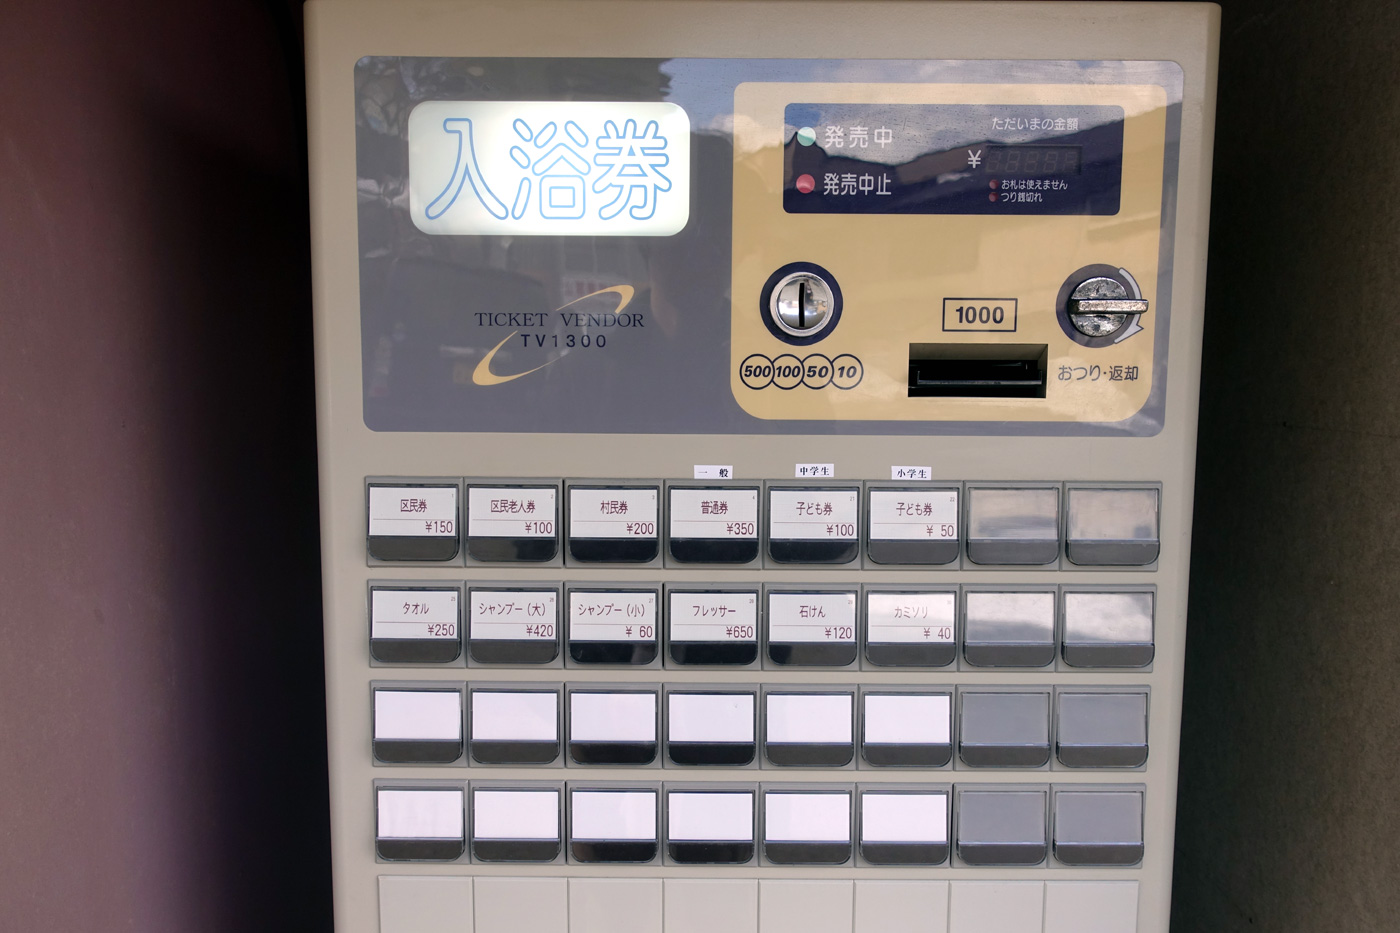 入浴券
発売中
発売中止
ただいまの金額
¥
お札は使えません
つり銭切れ
TICKET VENDOR
TV1300
1000
500 100 50 10
おつり・返却
一般 中学生 小学生
区民券 区民老人券 村民券 普通券 子ども券 子ども券
¥150 ¥100 ¥200 ¥350 ¥100 ¥ 50
タオル シャンプー(大) シャンプー(小) フレッサー 石けん カミソリ
¥250 ¥420 ¥ 60 ¥650 ¥120 ¥ 40